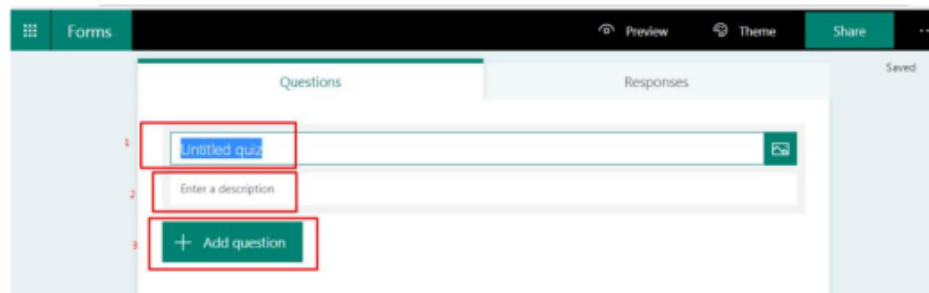 Forms Preview Theme Share ...
Saved
Questions Responses
1 Untitled quiz
2 Enter a description
3 + Add question